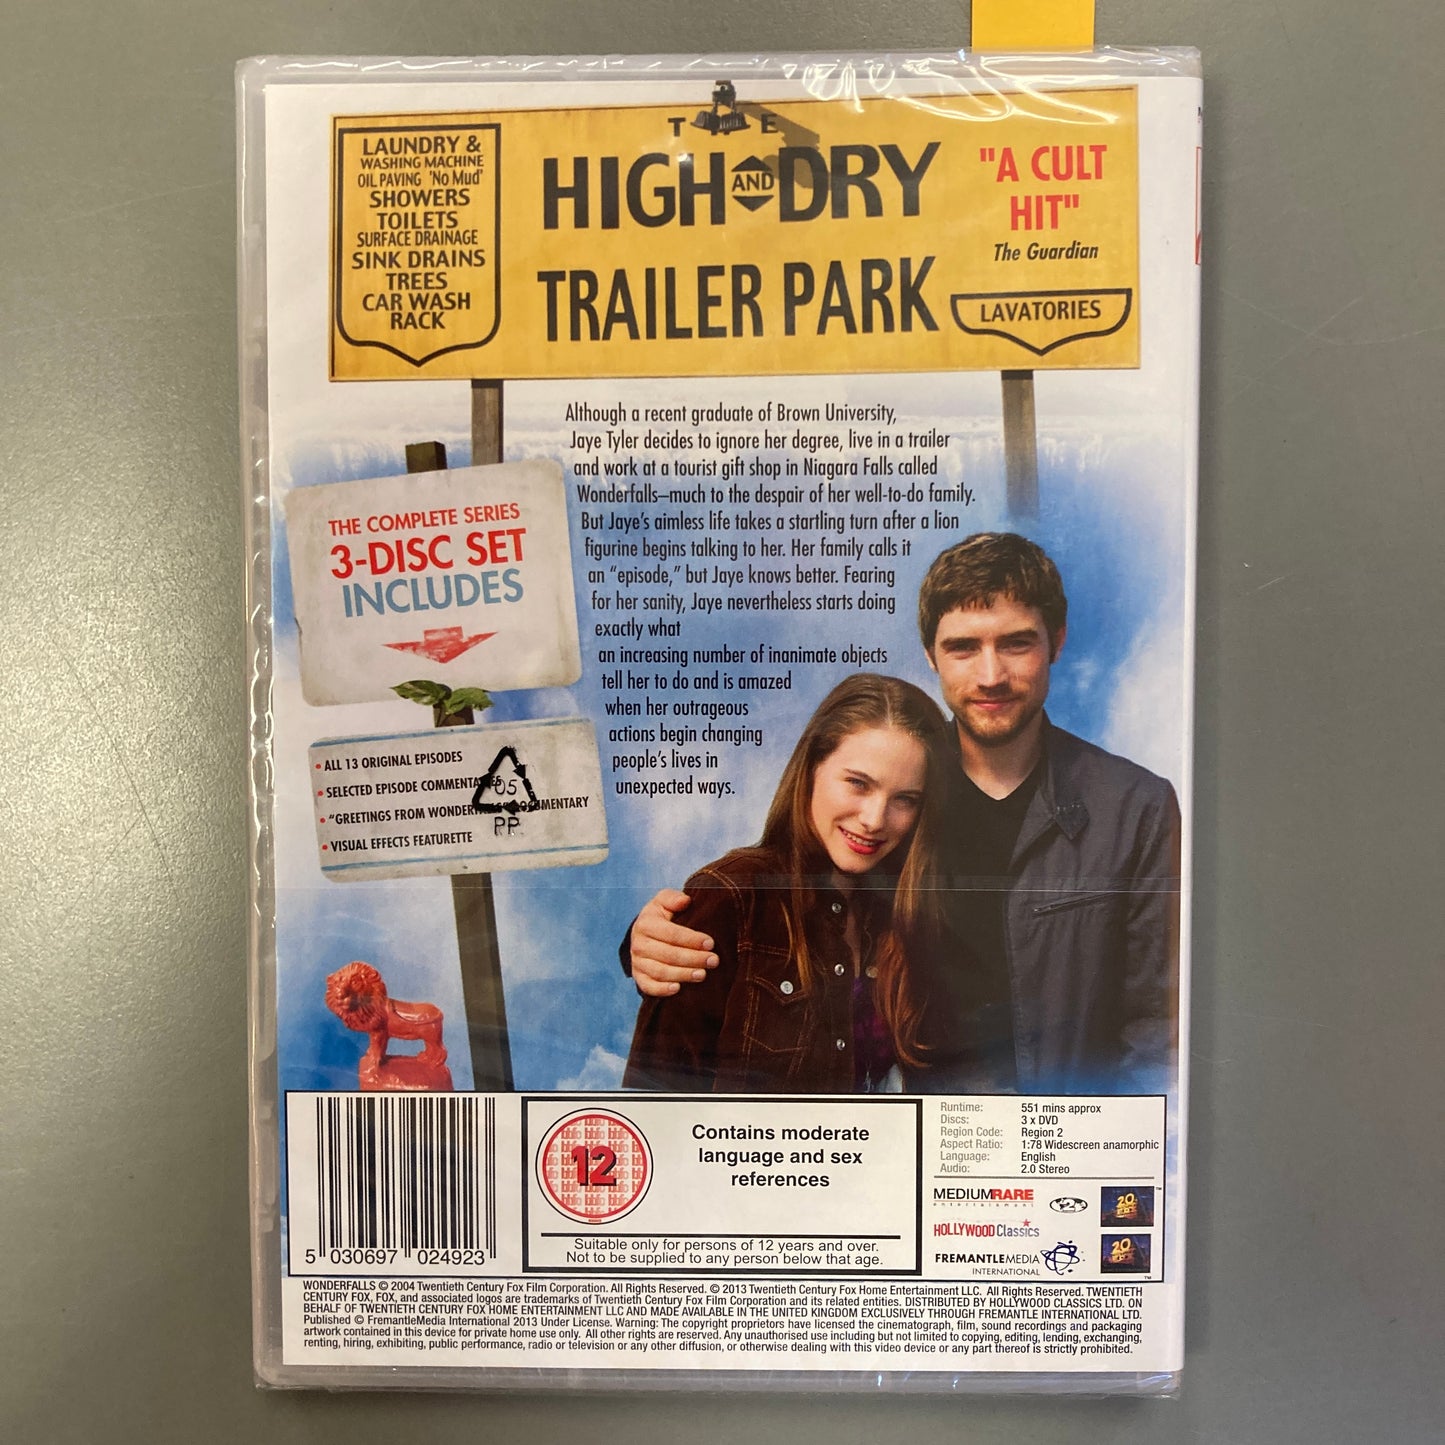 THE
HIGH AND DRY
TRAILER PARK
LAUNDRY &
WASHING MACHINE
OIL PAVING 'No Mud'
SHOWERS
TOILETS
SURFACE DRAINAGE
SINK DRAINS
TREES
CAR WASH
RACK
"A CULT
HIT"
The Guardian
LAVATORIES
Although a recent graduate of Brown University,
Jaye Tyler decides to ignore her degree, live in a trailer
and work at a tourist gift shop in Niagara Falls called
Wonderfalls–much to the despair of her well-to-do family.
But Jaye's aimless life takes a startling turn after a lion
figurine begins talking to her. Her family calls it
an "episode," but Jaye knows better. Fearing
for her sanity, Jaye nevertheless starts doing
exactly what
an increasing number of inanimate objects
tell her to do and is amazed
when her outrageous
actions begin changing
people's lives in
unexpected ways.
THE COMPLETE SERIES
3-DISC SET
INCLUDES
• ALL 13 ORIGINAL EPISODES
• SELECTED EPISODE COMMENTARIES
• "GREETINGS FROM WONDERFALLS" DOCUMENTARY
• VISUAL EFFECTS FEATURETTE
05
PP
5 030697 024923
12
Contains moderate
language and sex
references
Suitable only for persons of 12 years and over.
Not to be supplied to any person below that age.
Runtime: 551 mins approx
Discs: 3 x DVD
Region Code: Region 2
Aspect Ratio: 1:78 Widescreen anamorphic
Language: English
Audio: 2.0 Stereo
MEDIUMRARE
entertainment
HOLLYWOOD Classics
FREMANTLEMEDIA
INTERNATIONAL
20
20
WONDERFALLS © 2004 Twentieth Century Fox Film Corporation. All Rights Reserved. © 2013 Twentieth Century Fox Home Entertainment LLC. All Rights Reserved. TWENTIETH
CENTURY FOX, FOX, and associated logos are trademarks of Twentieth Century Fox Film Corporation and its related entities. DISTRIBUTED BY HOLLYWOOD CLASSICS LTD. ON
BEHALF OF TWENTIETH CENTURY FOX HOME ENTERTAINMENT LLC AND MADE AVAILABLE IN THE UNITED KINGDOM EXCLUSIVELY THROUGH FREMANTLE INTERNATIONAL LTD.
Published © FremantleMedia International 2013 Under License. Warning: The copyright proprietors have licensed the cinematograph, film, sound recordings and packaging
artwork contained in this device for private home use only. All other rights are reserved. Any unauthorised use including but not limited to copying, editing, lending, exchanging,
renting, hiring, exhibiting, public performance, radio or television or any other diffusion, or otherwise dealing with this video device or any part thereof is strictly prohibited.